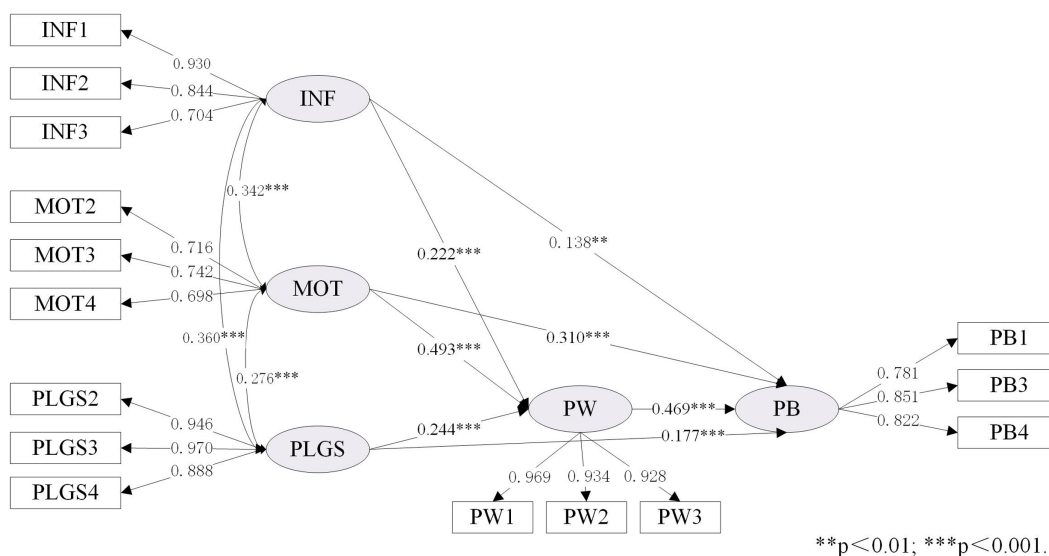 INF1
0.930
INF2
0.844
INF3
0.704
INF
0.342***
MOT2
0.716
MOT3
0.742
MOT4
0.698
MOT
0.222***
0.138**
0.360***
0.276***
0.493***
0.310***
PLGS2
0.946
PLGS3
0.970
PLGS4
0.888
PLGS
0.244***
PW
0.469***
0.177***
PB
0.781
PB1
0.851
PB3
0.822
PB4
0.969
0.934
0.928
PW1
PW2
PW3
**p<0.01; ***p<0.001.